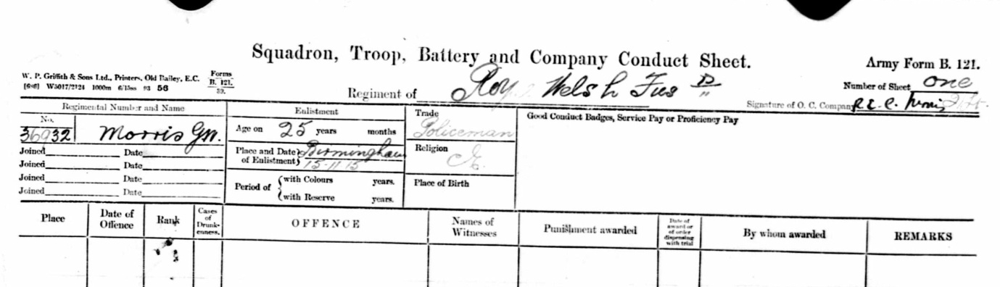 Squadron, Troop, Battery and Company Conduct Sheet.
Army Form B. 121.
W. P. Griffith & Sons Ltd., Printers, Old Bailey, E.C.
Forms
B. 121.
39.
[686] W5017/2124 1000m 6/15ss 93 56
Number of Sheet one
Regiment of Roy Welsh Fus
Signature of O. C. Company R.E.C.
Regimental Number and Name
No.
36932 Morris GW.
Joined Date
Joined Date
Joined Date
Joined Date
Enlistment
Age on 25 years months
Place and Date of Enlistment Birmingham
15-11-15
Period of
with Colours years.
with Reserve years.
Trade
Policeman
Religion
Place of Birth
Good Conduct Badges, Service Pay or Proficiency Pay
Place
Date of Offence
Rank
Cases of Drunkenness.
OFFENCE
Names of Witnesses
Punishment awarded
Date of award or of order dispensing with trial
By whom awarded
REMARKS